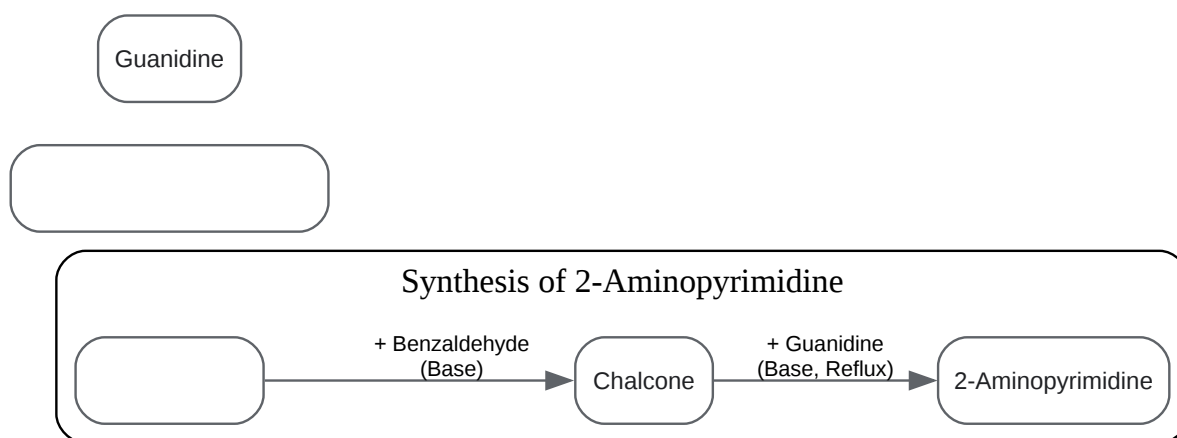 Guanidine
Synthesis of 2-Aminopyrimidine
+ Benzaldehyde
(Base)
Chalcone
+ Guanidine
(Base, Reflux)
2-Aminopyrimidine